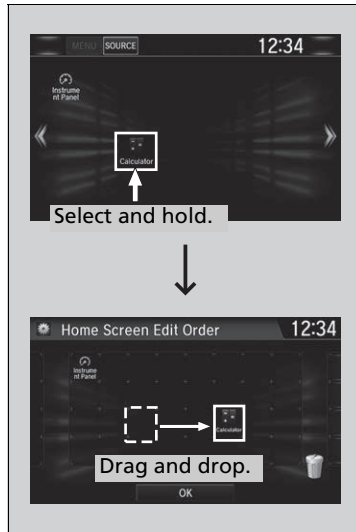 MENU SOURCE 12:34
Instrume
nt Panel
Calculator
Select and hold.
Home Screen Edit Order 12:34
Instrume
nt Panel
Calculator
Drag and drop.
OK